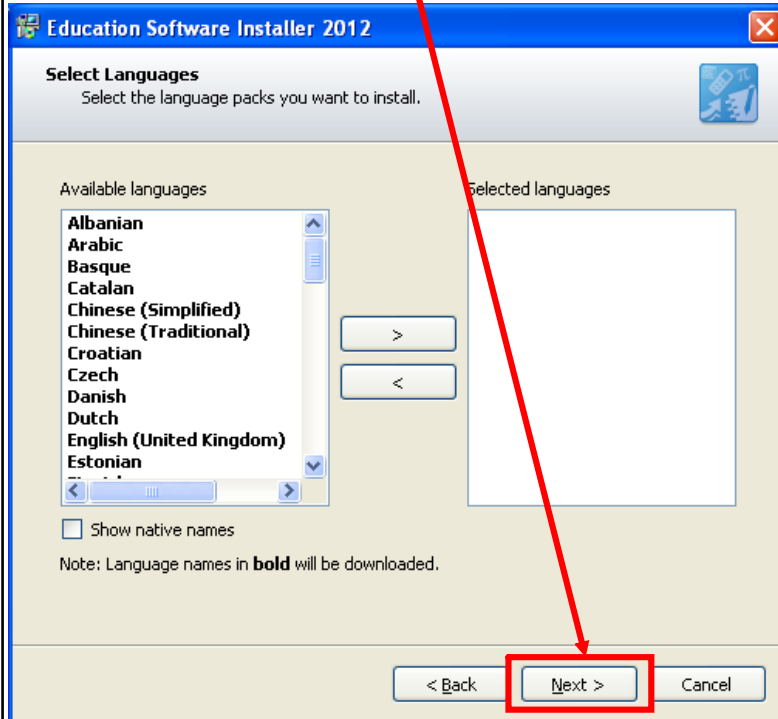 Education Software Installer 2012
Select Languages
Select the language packs you want to install.
Available languages
Selected languages
Albanian
Arabic
Basque
Catalan
Chinese (Simplified)
Chinese (Traditional)
Croatian
Czech
Danish
Dutch
English (United Kingdom)
Estonian
>
<
Show native names
Note: Language names in bold will be downloaded.
< Back
Next >
Cancel